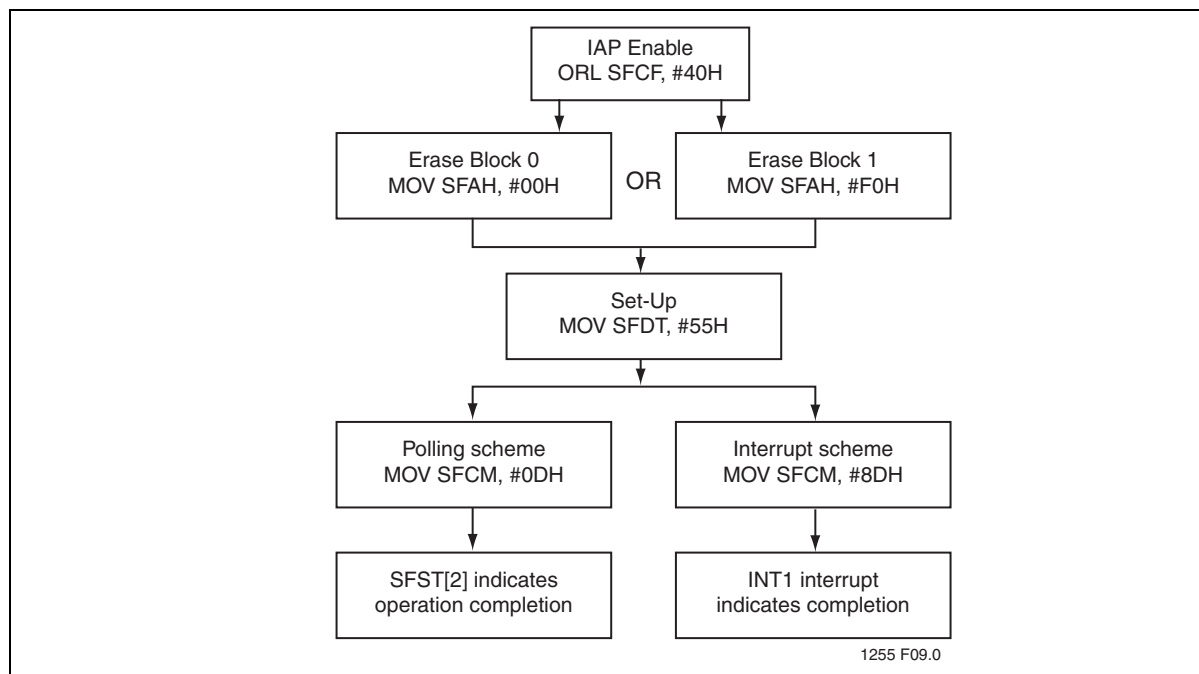 IAP Enable
ORL SFCF, #40H
Erase Block 0
MOV SFAH, #00H
OR
Erase Block 1
MOV SFAH, #F0H
Set-Up
MOV SFDT, #55H
Polling scheme
MOV SFCM, #0DH
Interrupt scheme
MOV SFCM, #8DH
SFST[2] indicates
operation completion
INT1 interrupt
indicates completion
1255 F09.0